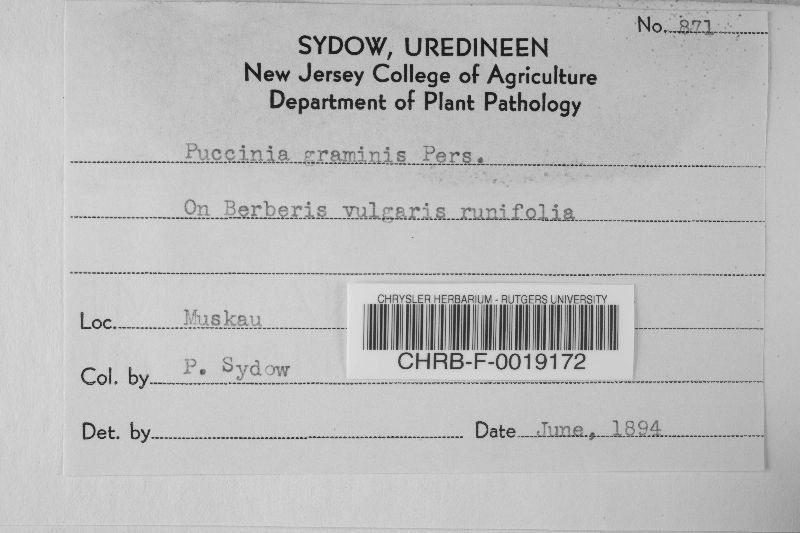 No. 871
SYDOW, UREDINEEN
New Jersey College of Agriculture
Department of Plant Pathology
Puccinia graminis Pers.
On Berberis vulgaris runifolia
Loc. Muskau
CHRYSLER HERBARIUM - RUTGERS UNIVERSITY
CHRB-F-0019172
Col. by P. Sydow
Det. by
Date June, 1894